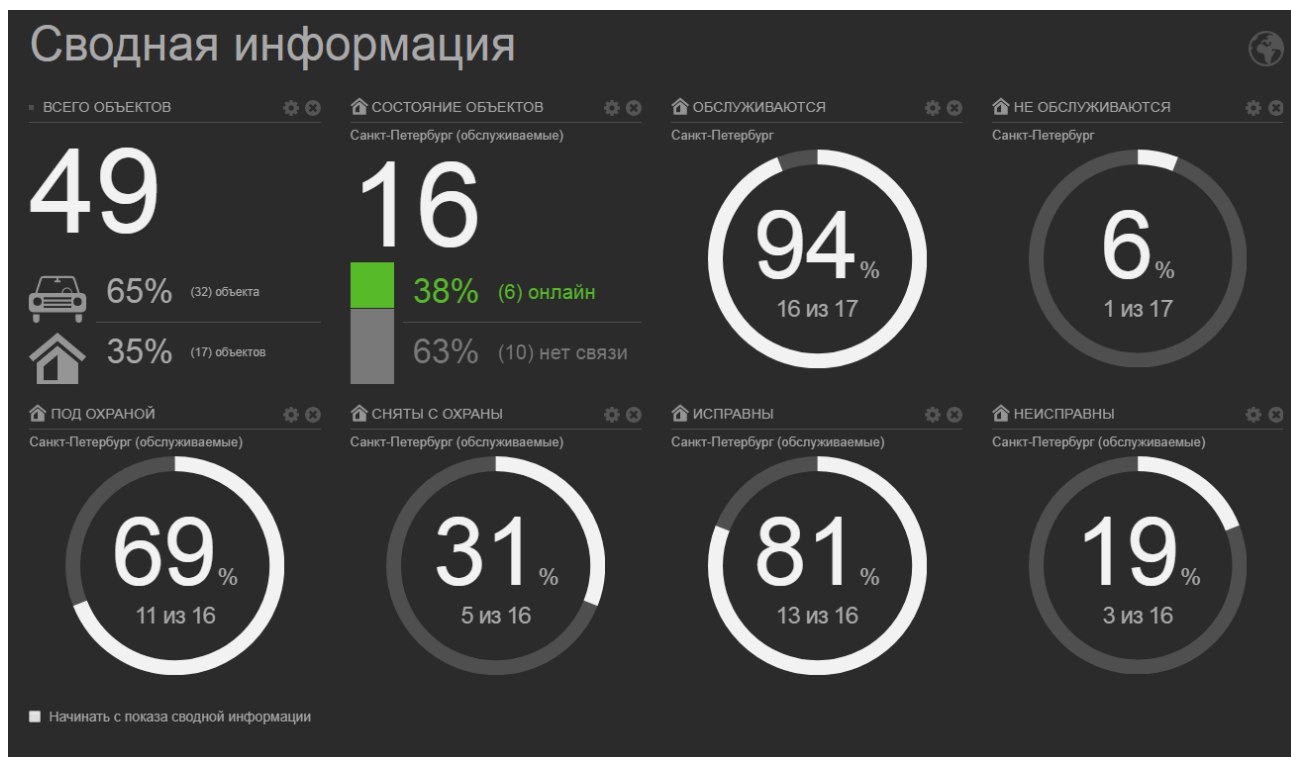 Сводная информация
ВСЕГО ОБЪЕКТОВ
49
65% (32) объекта
35% (17) объектов
СОСТОЯНИЕ ОБЪЕКТОВ
Санкт-Петербург (обслуживаемые)
16
38% (6) онлайн
63% (10) нет связи
ОБСЛУЖИВАЮТСЯ
Санкт-Петербург
94%
16 из 17
НЕ ОБСЛУЖИВАЮТСЯ
Санкт-Петербург
6%
1 из 17
ПОД ОХРАНОЙ
Санкт-Петербург (обслуживаемые)
69%
11 из 16
СНЯТЫ С ОХРАНЫ
Санкт-Петербург (обслуживаемые)
31%
5 из 16
ИСПРАВНЫ
Санкт-Петербург (обслуживаемые)
81%
13 из 16
НЕИСПРАВНЫ
Санкт-Петербург (обслуживаемые)
19%
3 из 16
Начинать с показа сводной информации